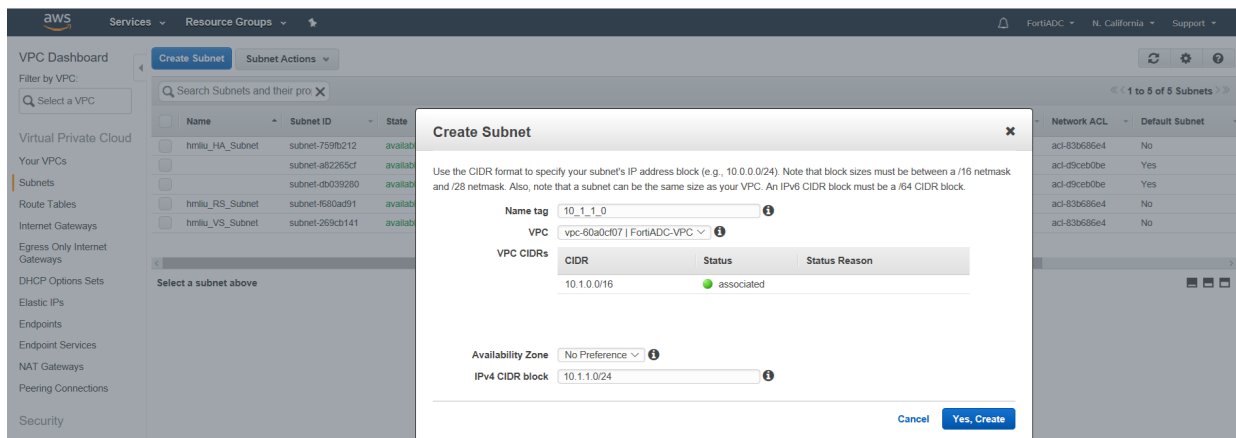 aws Services Resource Groups FortiADC N. California Support
VPC Dashboard
Filter by VPC:
Select a VPC
Virtual Private Cloud
Your VPCs
Subnets
Route Tables
Internet Gateways
Egress Only Internet
Gateways
DHCP Options Sets
Elastic IPs
Endpoints
Endpoint Services
NAT Gateways
Peering Connections
Security
Create Subnet Subnet Actions
Search Subnets and their pro
1 to 5 of 5 Subnets
Name Subnet ID State Network ACL Default Subnet
hmliu_HA_Subnet subnet-759fb212 availab acl-83b686e4 No
subnet-a82265cf availab acl-d9ceb0be Yes
subnet-db039280 availab acl-d9ceb0be Yes
hmliu_RS_Subnet subnet-f680ad91 availab acl-83b686e4 No
hmliu_VS_Subnet subnet-269cb141 availab acl-83b686e4 No
Select a subnet above
Create Subnet
Use the CIDR format to specify your subnet's IP address block (e.g., 10.0.0.0/24). Note that block sizes must be between a /16 netmask
and /28 netmask. Also, note that a subnet can be the same size as your VPC. An IPv6 CIDR block must be a /64 CIDR block.
Name tag 10_1_1_0
VPC vpc-60a0cf07 | FortiADC-VPC
VPC CIDRs
CIDR Status Status Reason
10.1.0.0/16 associated
Availability Zone No Preference
IPv4 CIDR block 10.1.1.0/24
Cancel Yes, Create